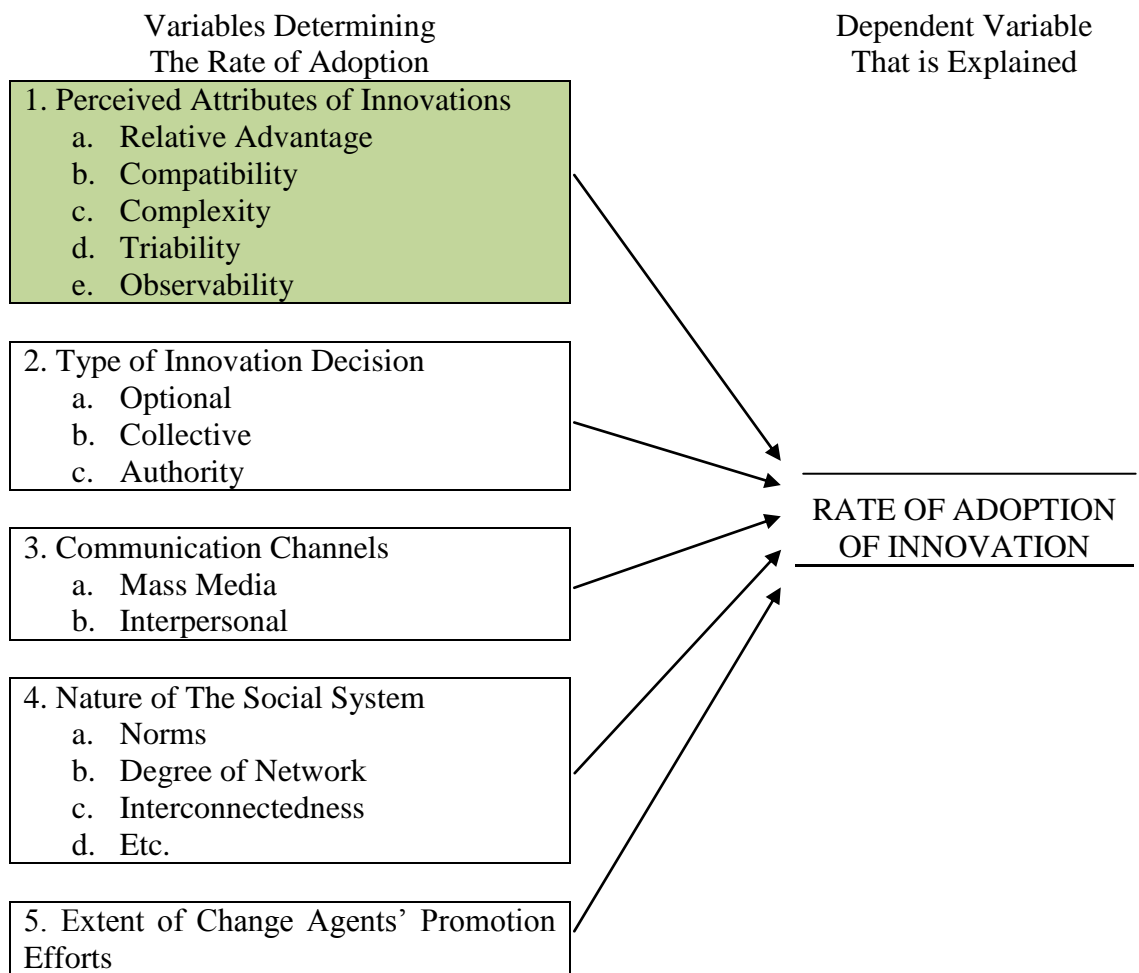 Variables Determining
The Rate of Adoption
Dependent Variable
That is Explained
1. Perceived Attributes of Innovations
a. Relative Advantage
b. Compatibility
c. Complexity
d. Triability
e. Observability
2. Type of Innovation Decision
a. Optional
b. Collective
c. Authority
3. Communication Channels
a. Mass Media
b. Interpersonal
4. Nature of The Social System
a. Norms
b. Degree of Network
c. Interconnectedness
d. Etc.
5. Extent of Change Agents’ Promotion
Efforts
RATE OF ADOPTION
OF INNOVATION